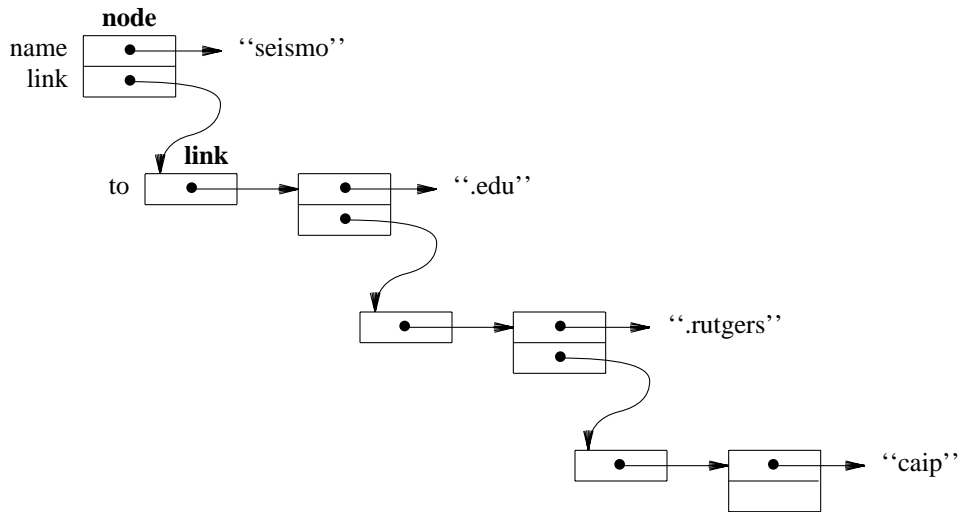 node
name ‘‘seismo’’
link
link
to ‘‘.edu’’
‘‘.rutgers’’
‘‘caip’’